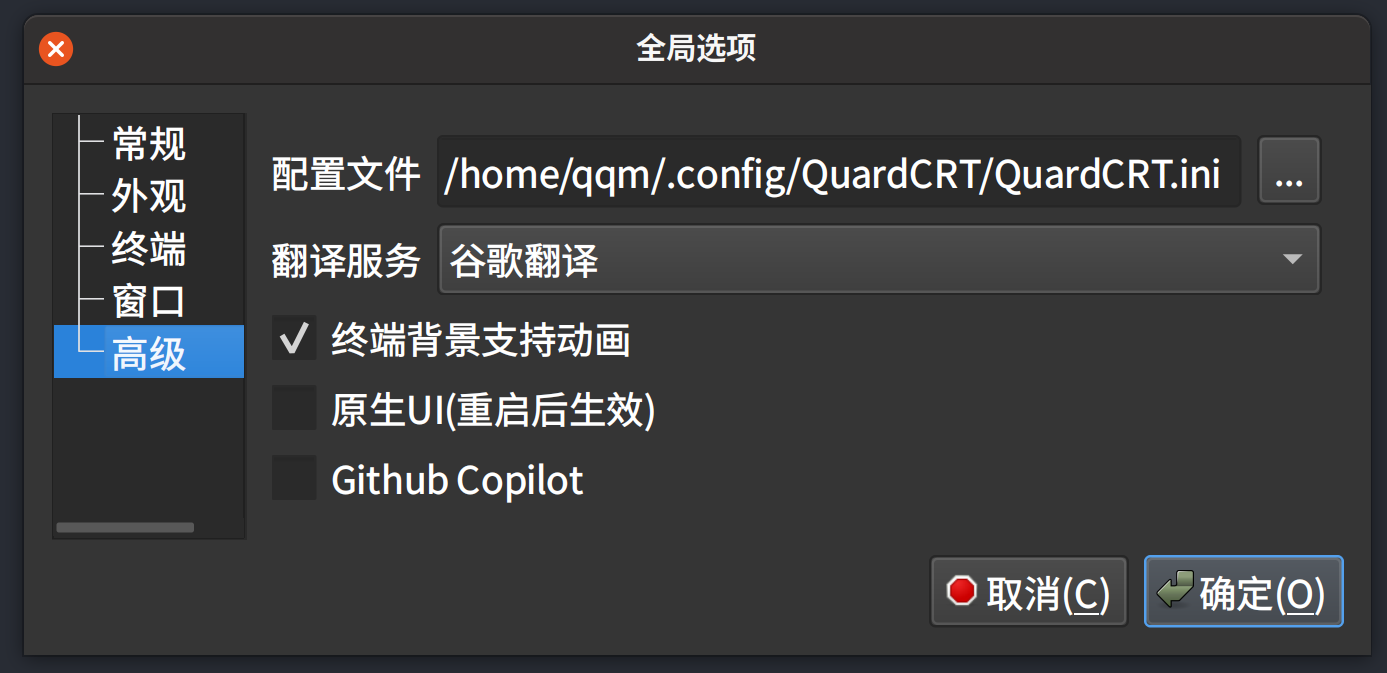 全局选项
常规
外观
终端
窗口
高级
配置文件 /home/qqm/.config/QuardCRT/QuardCRT.ini ...
翻译服务 谷歌翻译
终端背景支持动画
原生UI(重启后生效)
Github Copilot
取消(C) 确定(O)